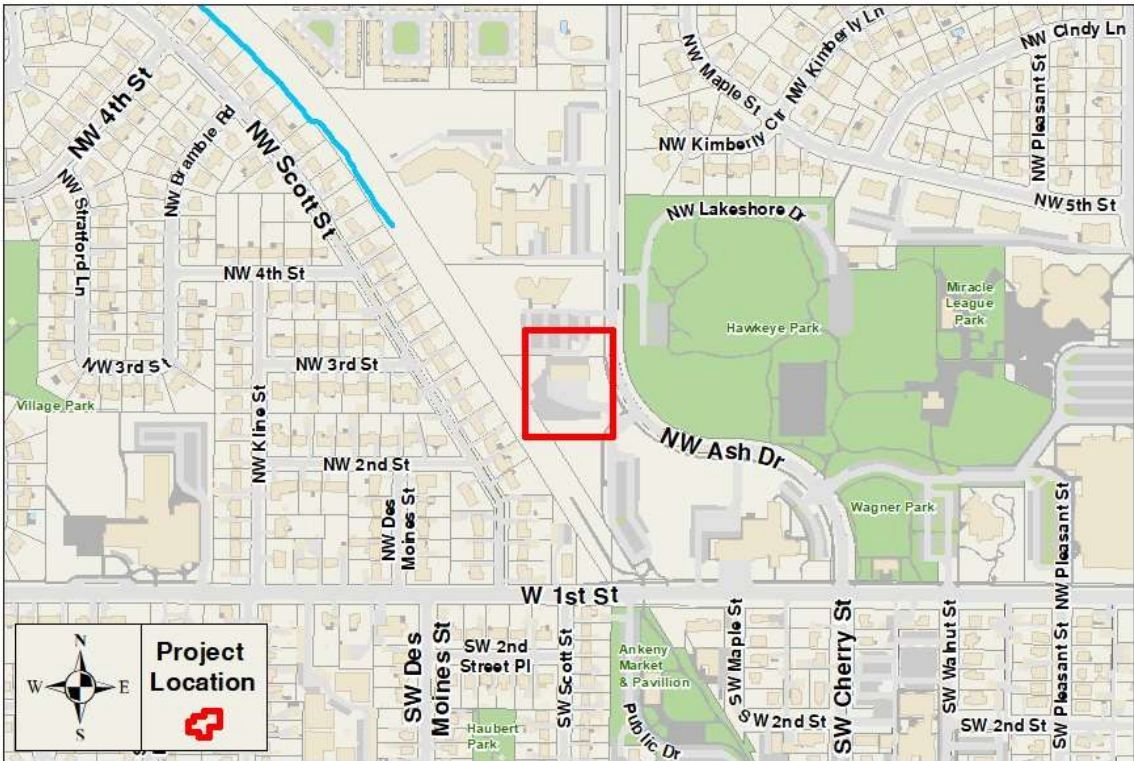 NW Kimberly Ln
NW Cindy Ln
NW Maple St
NW Pleasant St
NW 4th St
NW Bramble Rd
NW Scott St
NW Kimberly Cir
NW Stratford Ln
NW 5th St
NW Lakeshore Dr
NW 4th St
Miracle
League
Park
Hawkeye Park
NW 3rd St
NW 3rd St
Village Park
NW Kline St
NW Ash Dr
NW 2nd St
NW Des
Moines St
Wagner Park
NW Pleasant St
W 1st St
N
W
E
S
Project
Location
SW Des
Moines St
SW 2nd
Street Pl
SW Scott St
Ankeny
Market
& Pavillion
SW Maple St
SW Cherry St
SW Walnut St
SW Pleasant St
Haubert
Park
Public Dr
SW 2nd St
SW 2nd St